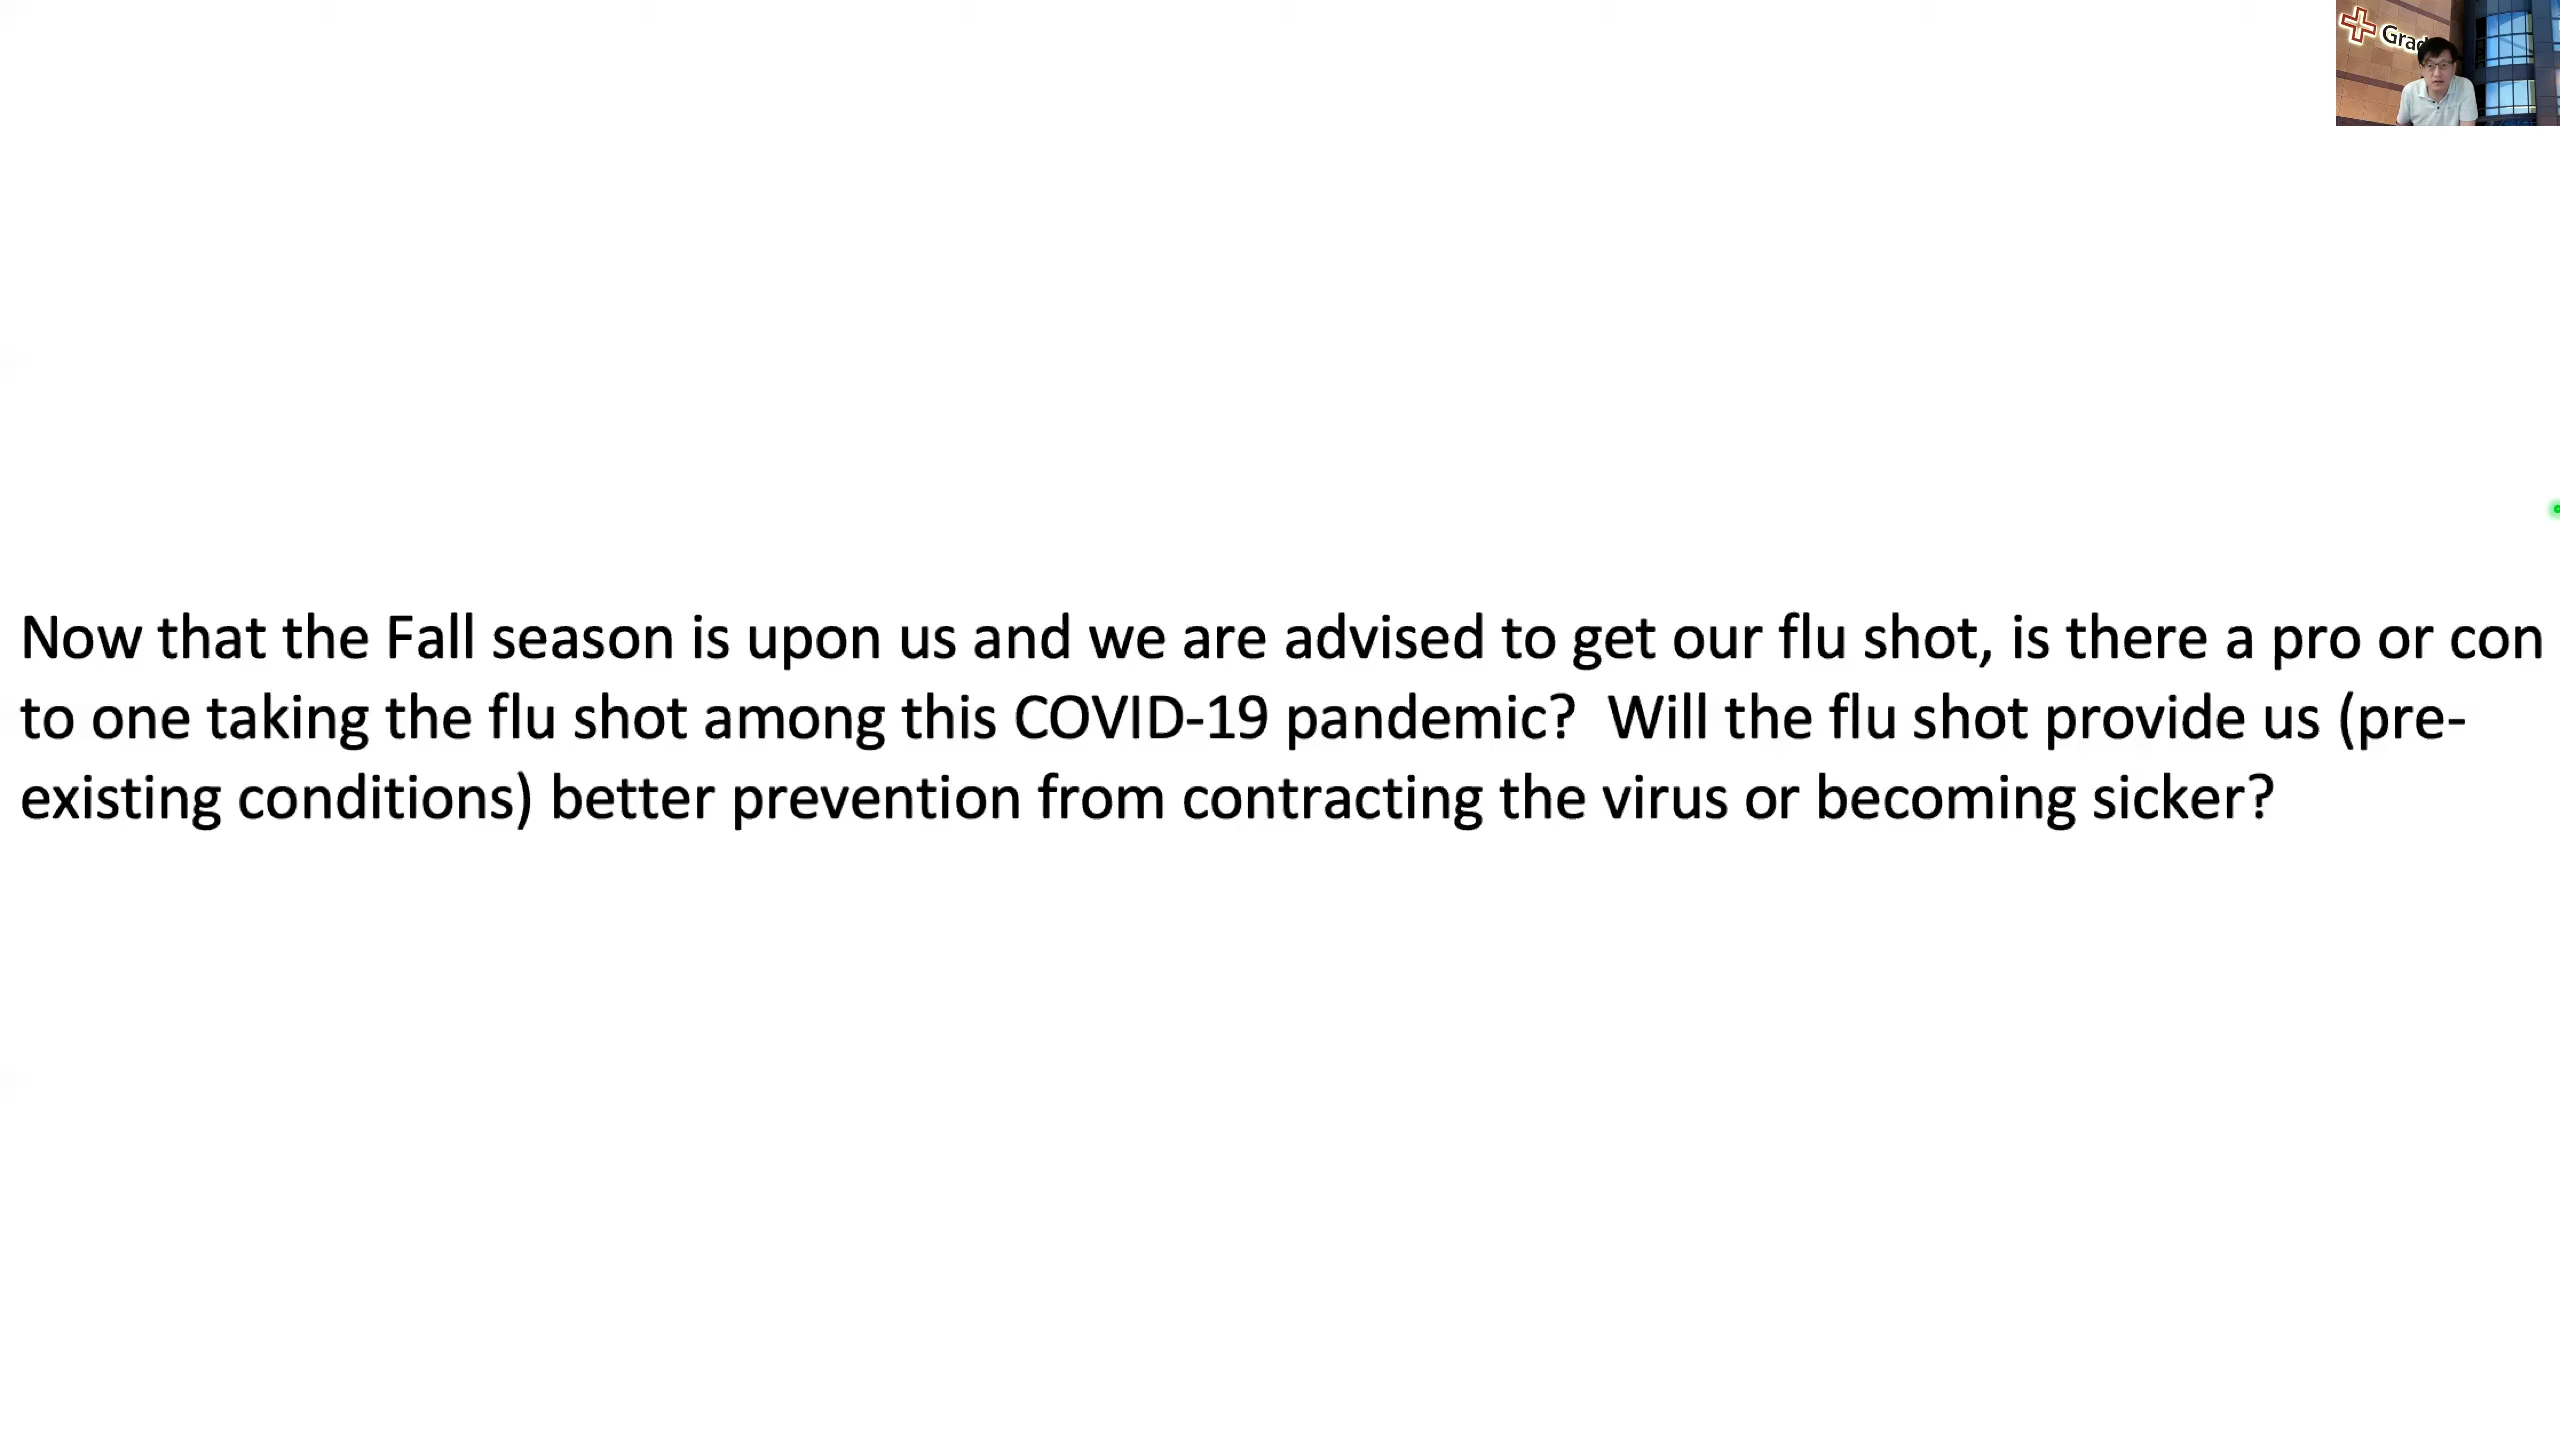 Grad
Now that the Fall season is upon us and we are advised to get our flu shot, is there a pro or con
to one taking the flu shot among this COVID-19 pandemic?  Will the flu shot provide us (pre-
existing conditions) better prevention from contracting the virus or becoming sicker?